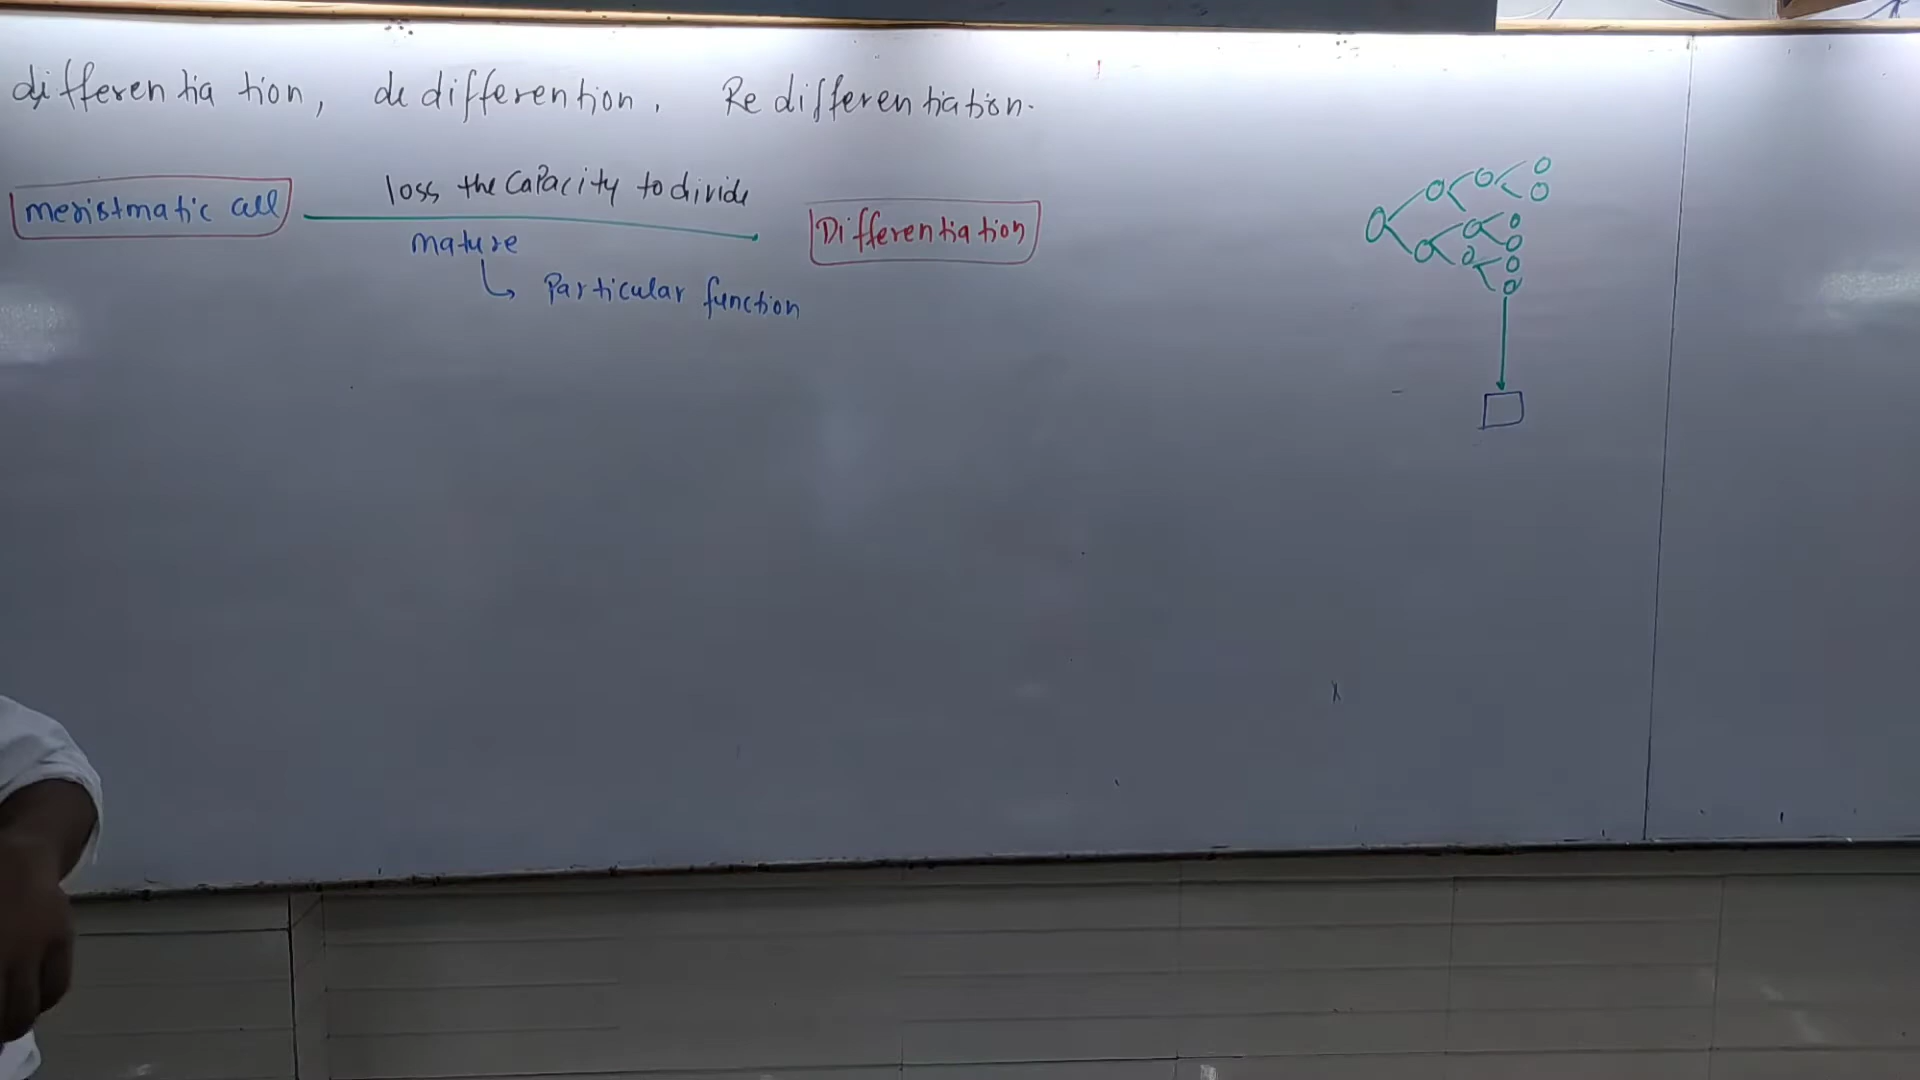 differentiation, dedifferention, Redifferentiation.
meristmatic cell
loss the capacity to divide
mature
Particular function
Differentiation